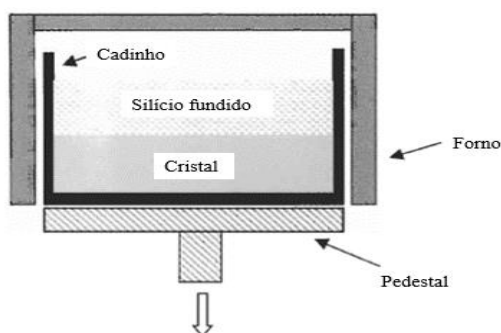 Cadinho
Silício fundido
Forno
Cristal
Pedestal